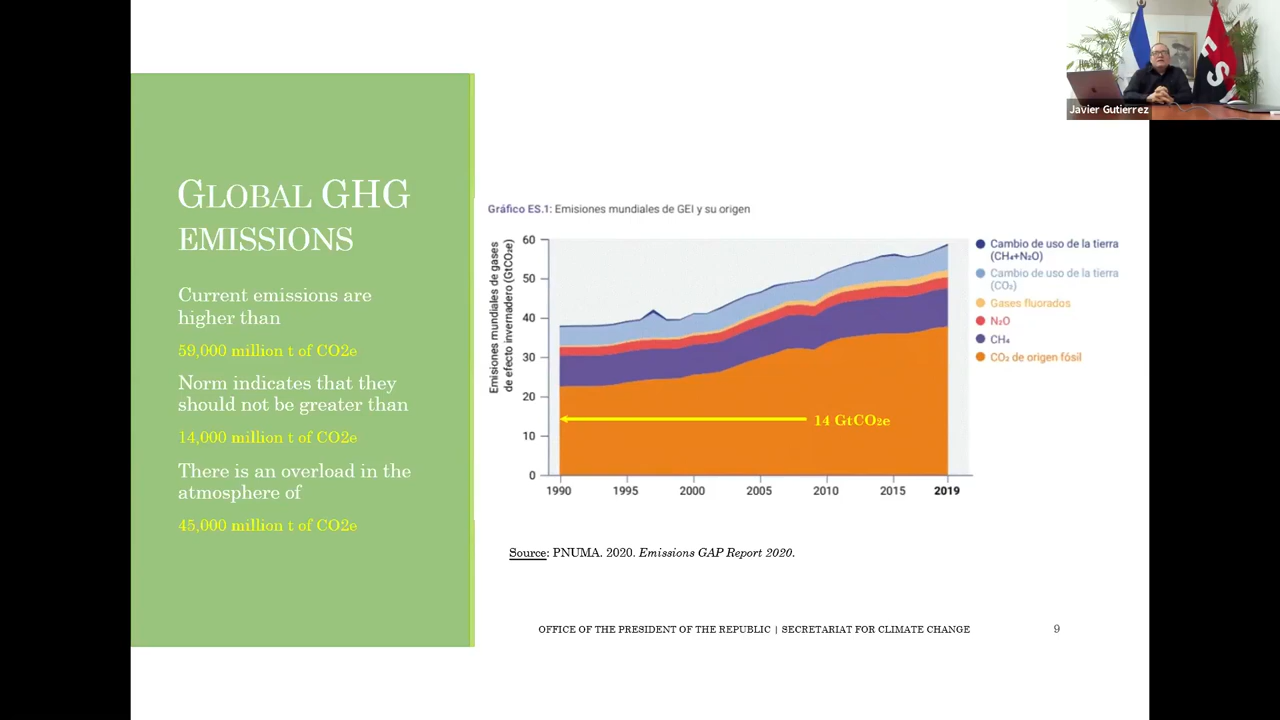 Javier Gutierrez
GLOBAL GHG
EMISSIONS
Current emissions are
higher than
59,000 million t of CO2e
Norm indicates that they
should not be greater than
14,000 million t of CO2e
There is an overload in the
atmosphere of
45,000 million t of CO2e
Gráfico ES.1: Emisiones mundiales de GEI y su origen
Emisiones mundiales de gases
de efecto invernadero (GtCO₂e)
60
50
40
30
20
10
0
1990
1995
2000
2005
2010
2015
2019
14 GtCO2e
Cambio de uso de la tierra
(CH₄+N₂O)
Cambio de uso de la tierra
(CO₂)
Gases fluorados
N₂O
CH₄
CO₂ de origen fósil
Source: PNUMA. 2020. Emissions GAP Report 2020.
OFFICE OF THE PRESIDENT OF THE REPUBLIC | SECRETARIAT FOR CLIMATE CHANGE
9